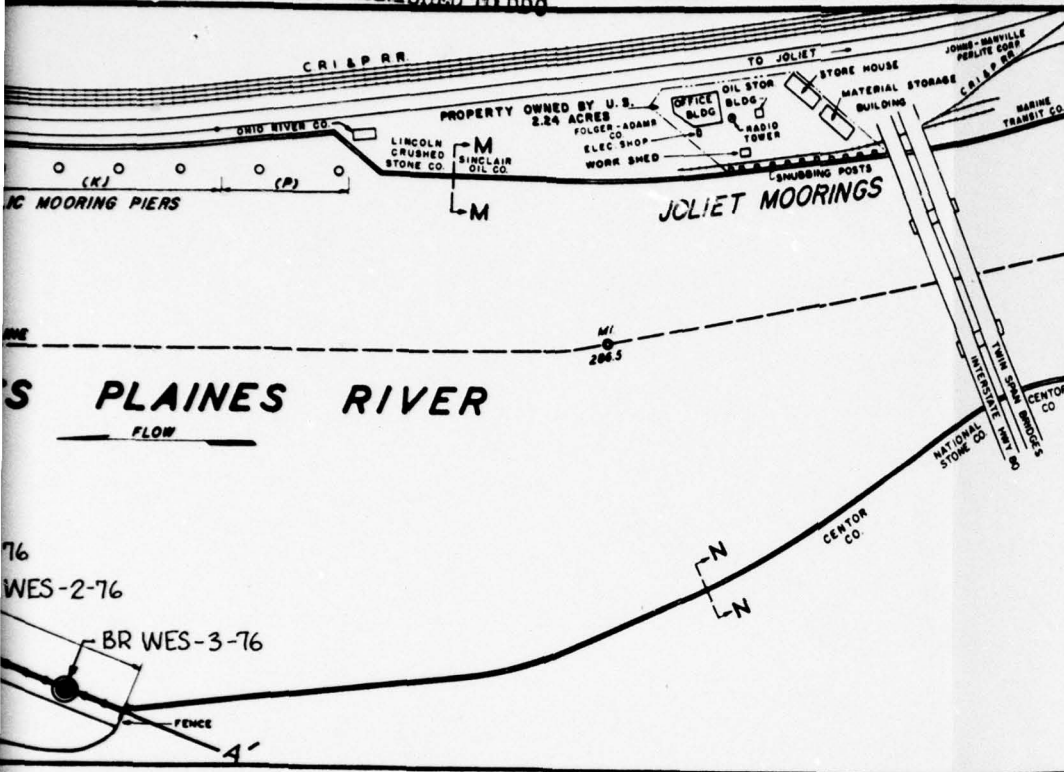 C R I & P RR.
TO JOLIET
JOHNS-MANVILLE
PERLITE CORP
C R I & P RR
STORE HOUSE
MATERIAL STORAGE
BUILDING
MARINE
TRANSIT CO.
PROPERTY OWNED BY U.S.
2.24 ACRES
OFFICE
BLDG
OIL STOR
BLDG
RADIO
TOWER
FOLGER-ADAMS
CO.
ELEC. SHOP
WORK SHED
SNUBBING POSTS
OHIO RIVER CO.
LINCOLN
CRUSHED
STONE CO.
M
SINCLAIR
OIL CO.
M
(K)
(P)
IC MOORING PIERS
JOLIET MOORINGS
MI.
286.5
S PLAINES RIVER
FLOW
TWIN SPAN BRIDGES
INTERSTATE HWY 80
CENTOR
CO
NATIONAL
STONE CO.
CENTOR
CO.
N
N
76
WES-2-76
BR WES-3-76
FENCE
A'